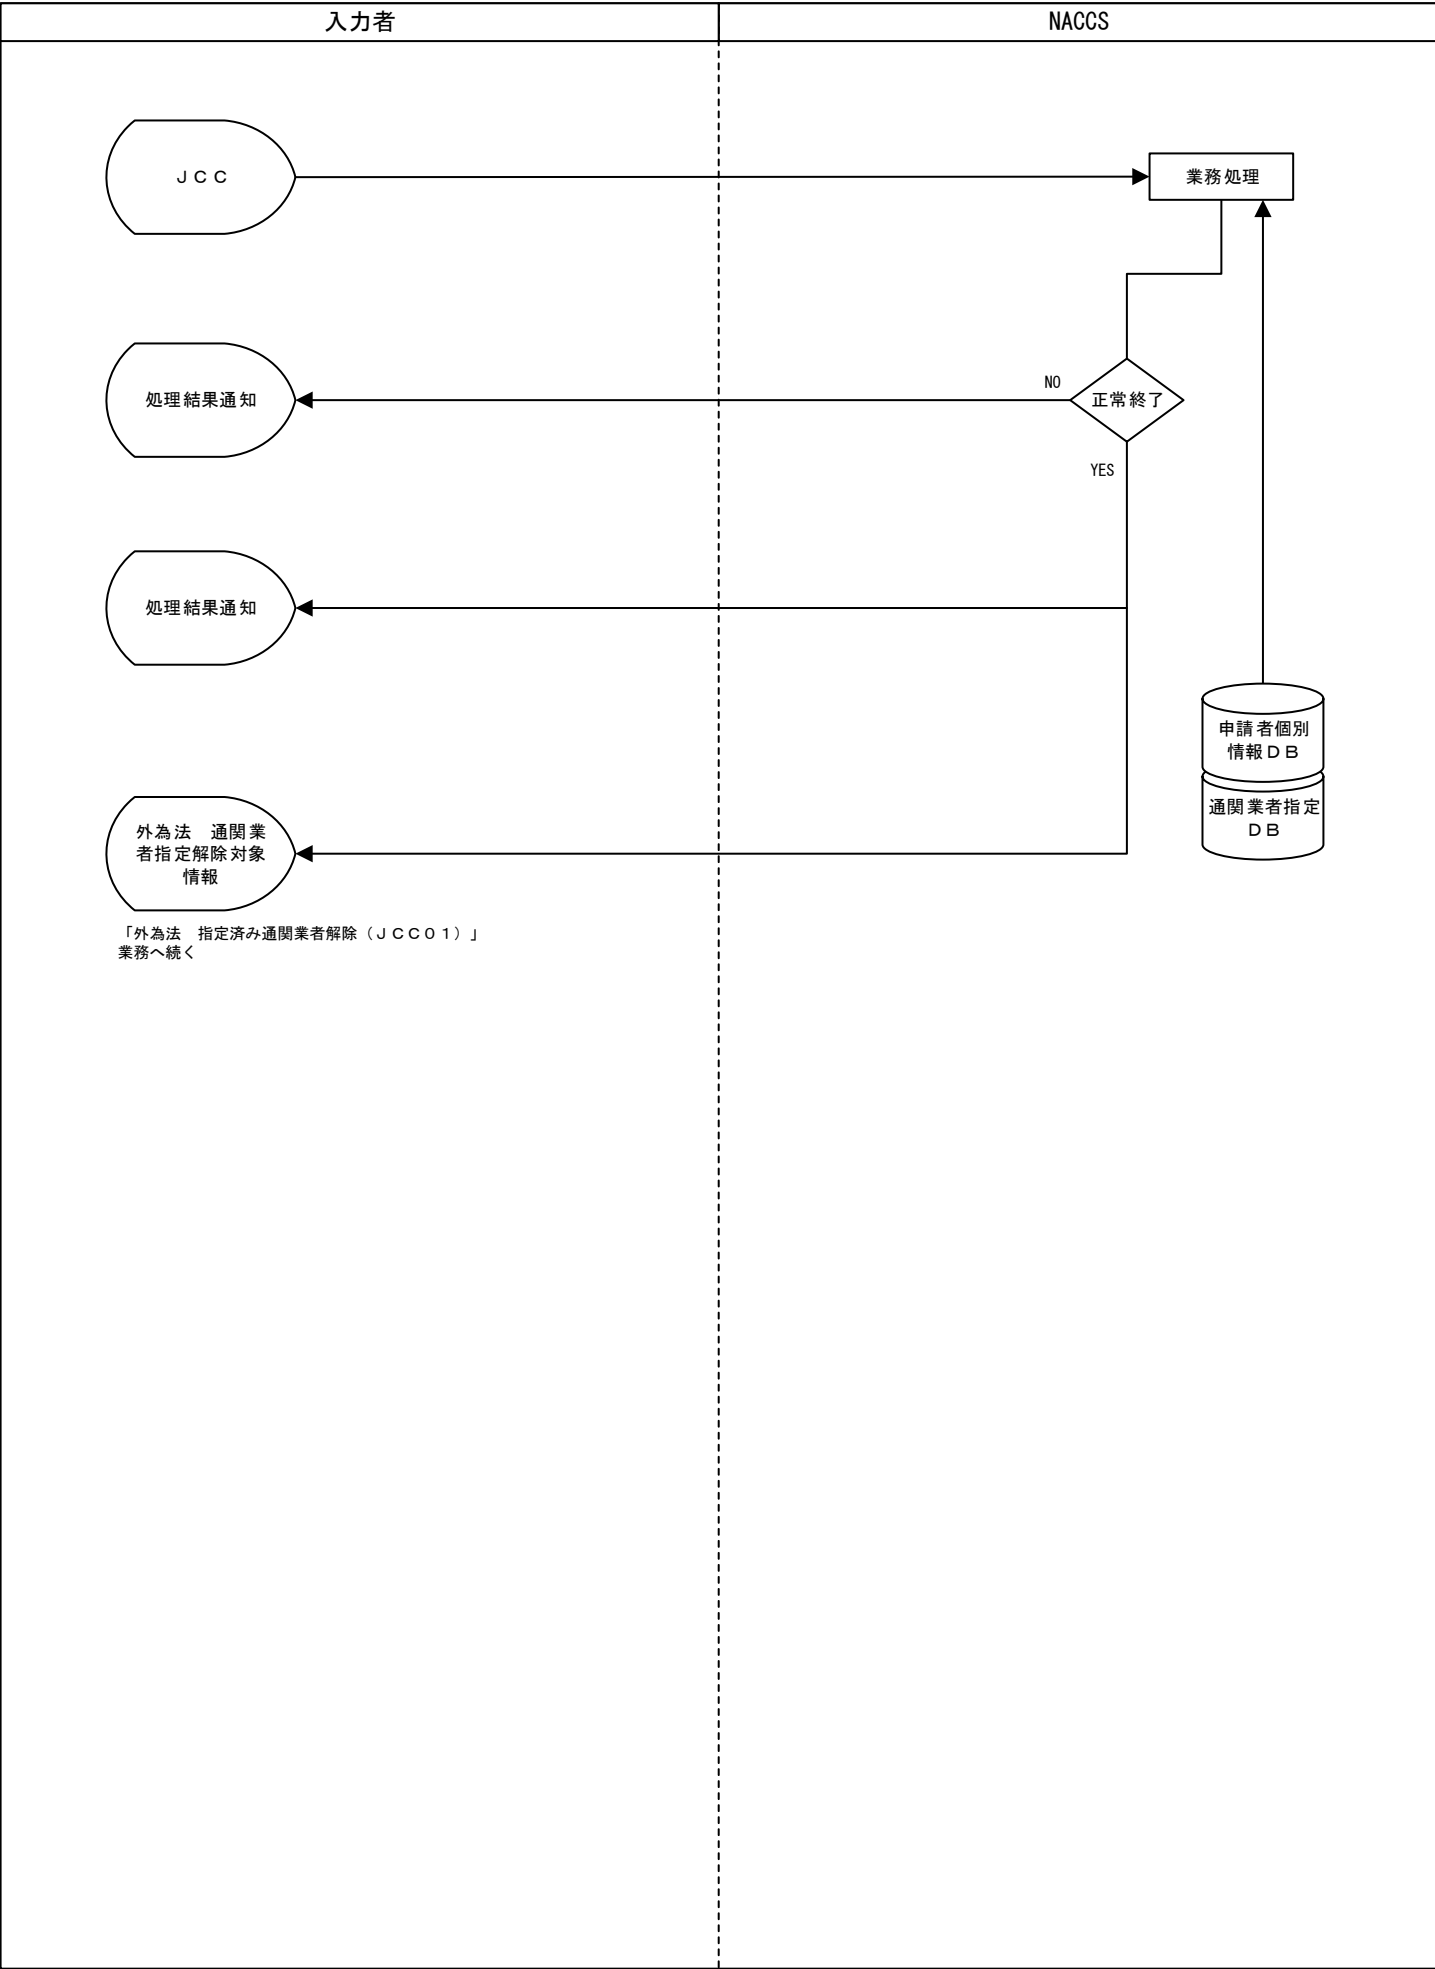 入力者
NACCS
ＪＣＣ
業務処理
処理結果通知
NO
正常終了
YES
処理結果通知
申請者個別
情報ＤＢ
通関業者指定
ＤＢ
外為法　通関業
者指定解除対象
情報
「外為法　指定済み通関業者解除（ＪＣＣ０１）」
業務へ続く